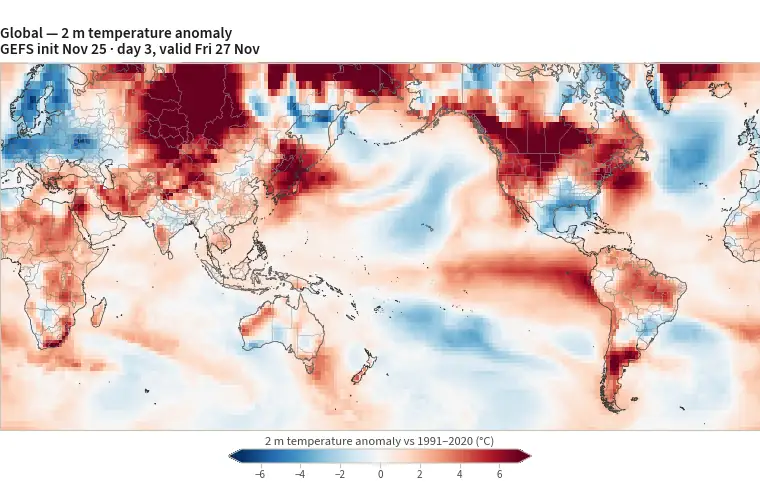 Global — 2 m temperature anomaly
GEFS init Nov 25 · day 3, valid Fri 27 Nov
2 m temperature anomaly vs 1991–2020 (°C)
−6 −4 −2 0 2 4 6